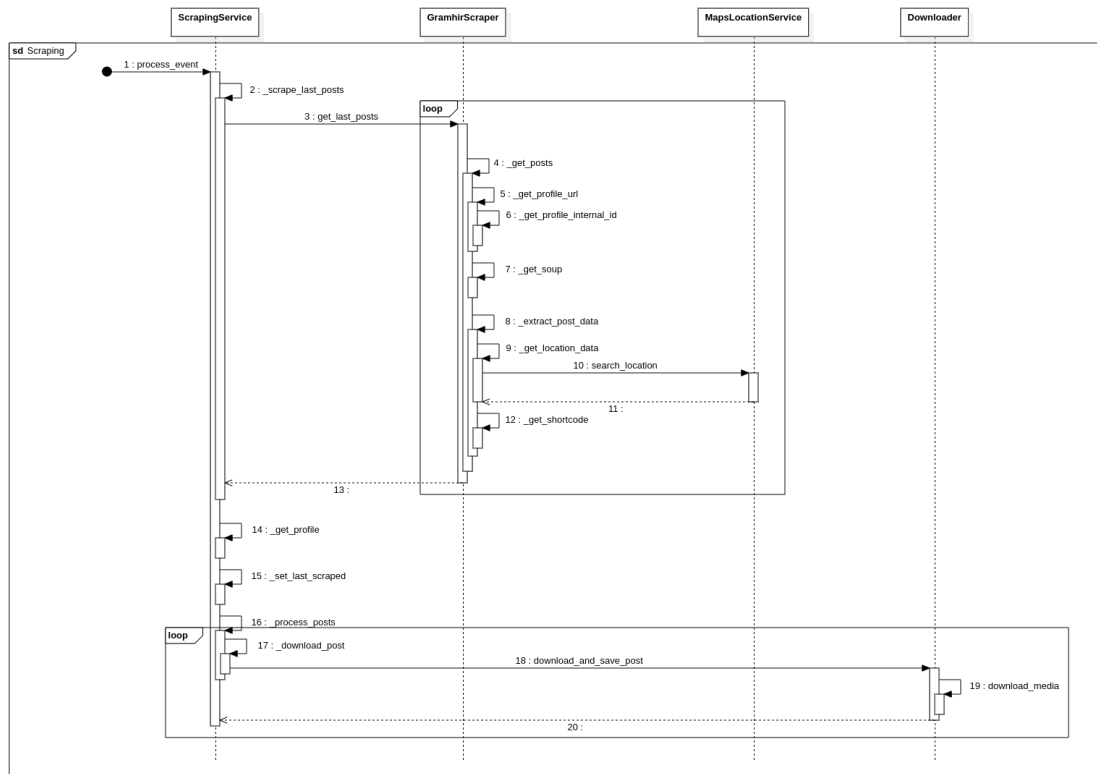 ScrapingService
GramhirScraper
MapsLocationService
Downloader
sd Scraping
1 : process_event
2 : _scrape_last_posts
loop
3 : get_last_posts
4 : _get_posts
5 : _get_profile_url
6 : _get_profile_internal_id
7 : _get_soup
8 : _extract_post_data
9 : _get_location_data
10 : search_location
11 :
12 : _get_shortcode
13 :
14 : _get_profile
15 : _set_last_scraped
16 : _process_posts
loop
17 : _download_post
18 : download_and_save_post
19 : download_media
20 :